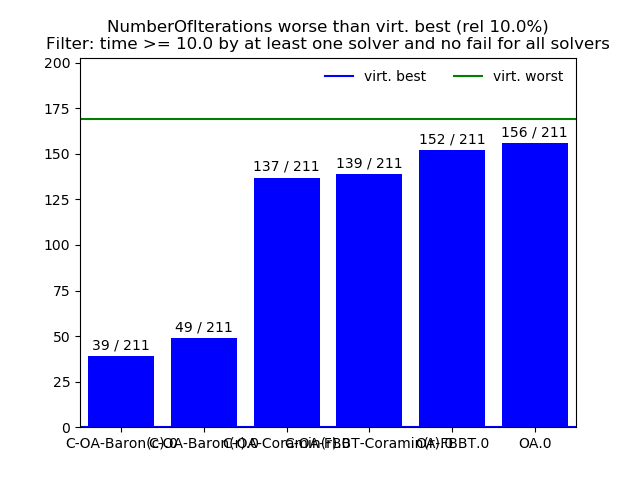 NumberOfIterations worse than virt. best (rel 10.0%)
Filter: time >= 10.0 by at least one solver and no fail for all solvers
200
175
150
125
100
75
50
25
0
virt. best
virt. worst
39 / 211
49 / 211
137 / 211
139 / 211
152 / 211
156 / 211
OA.0